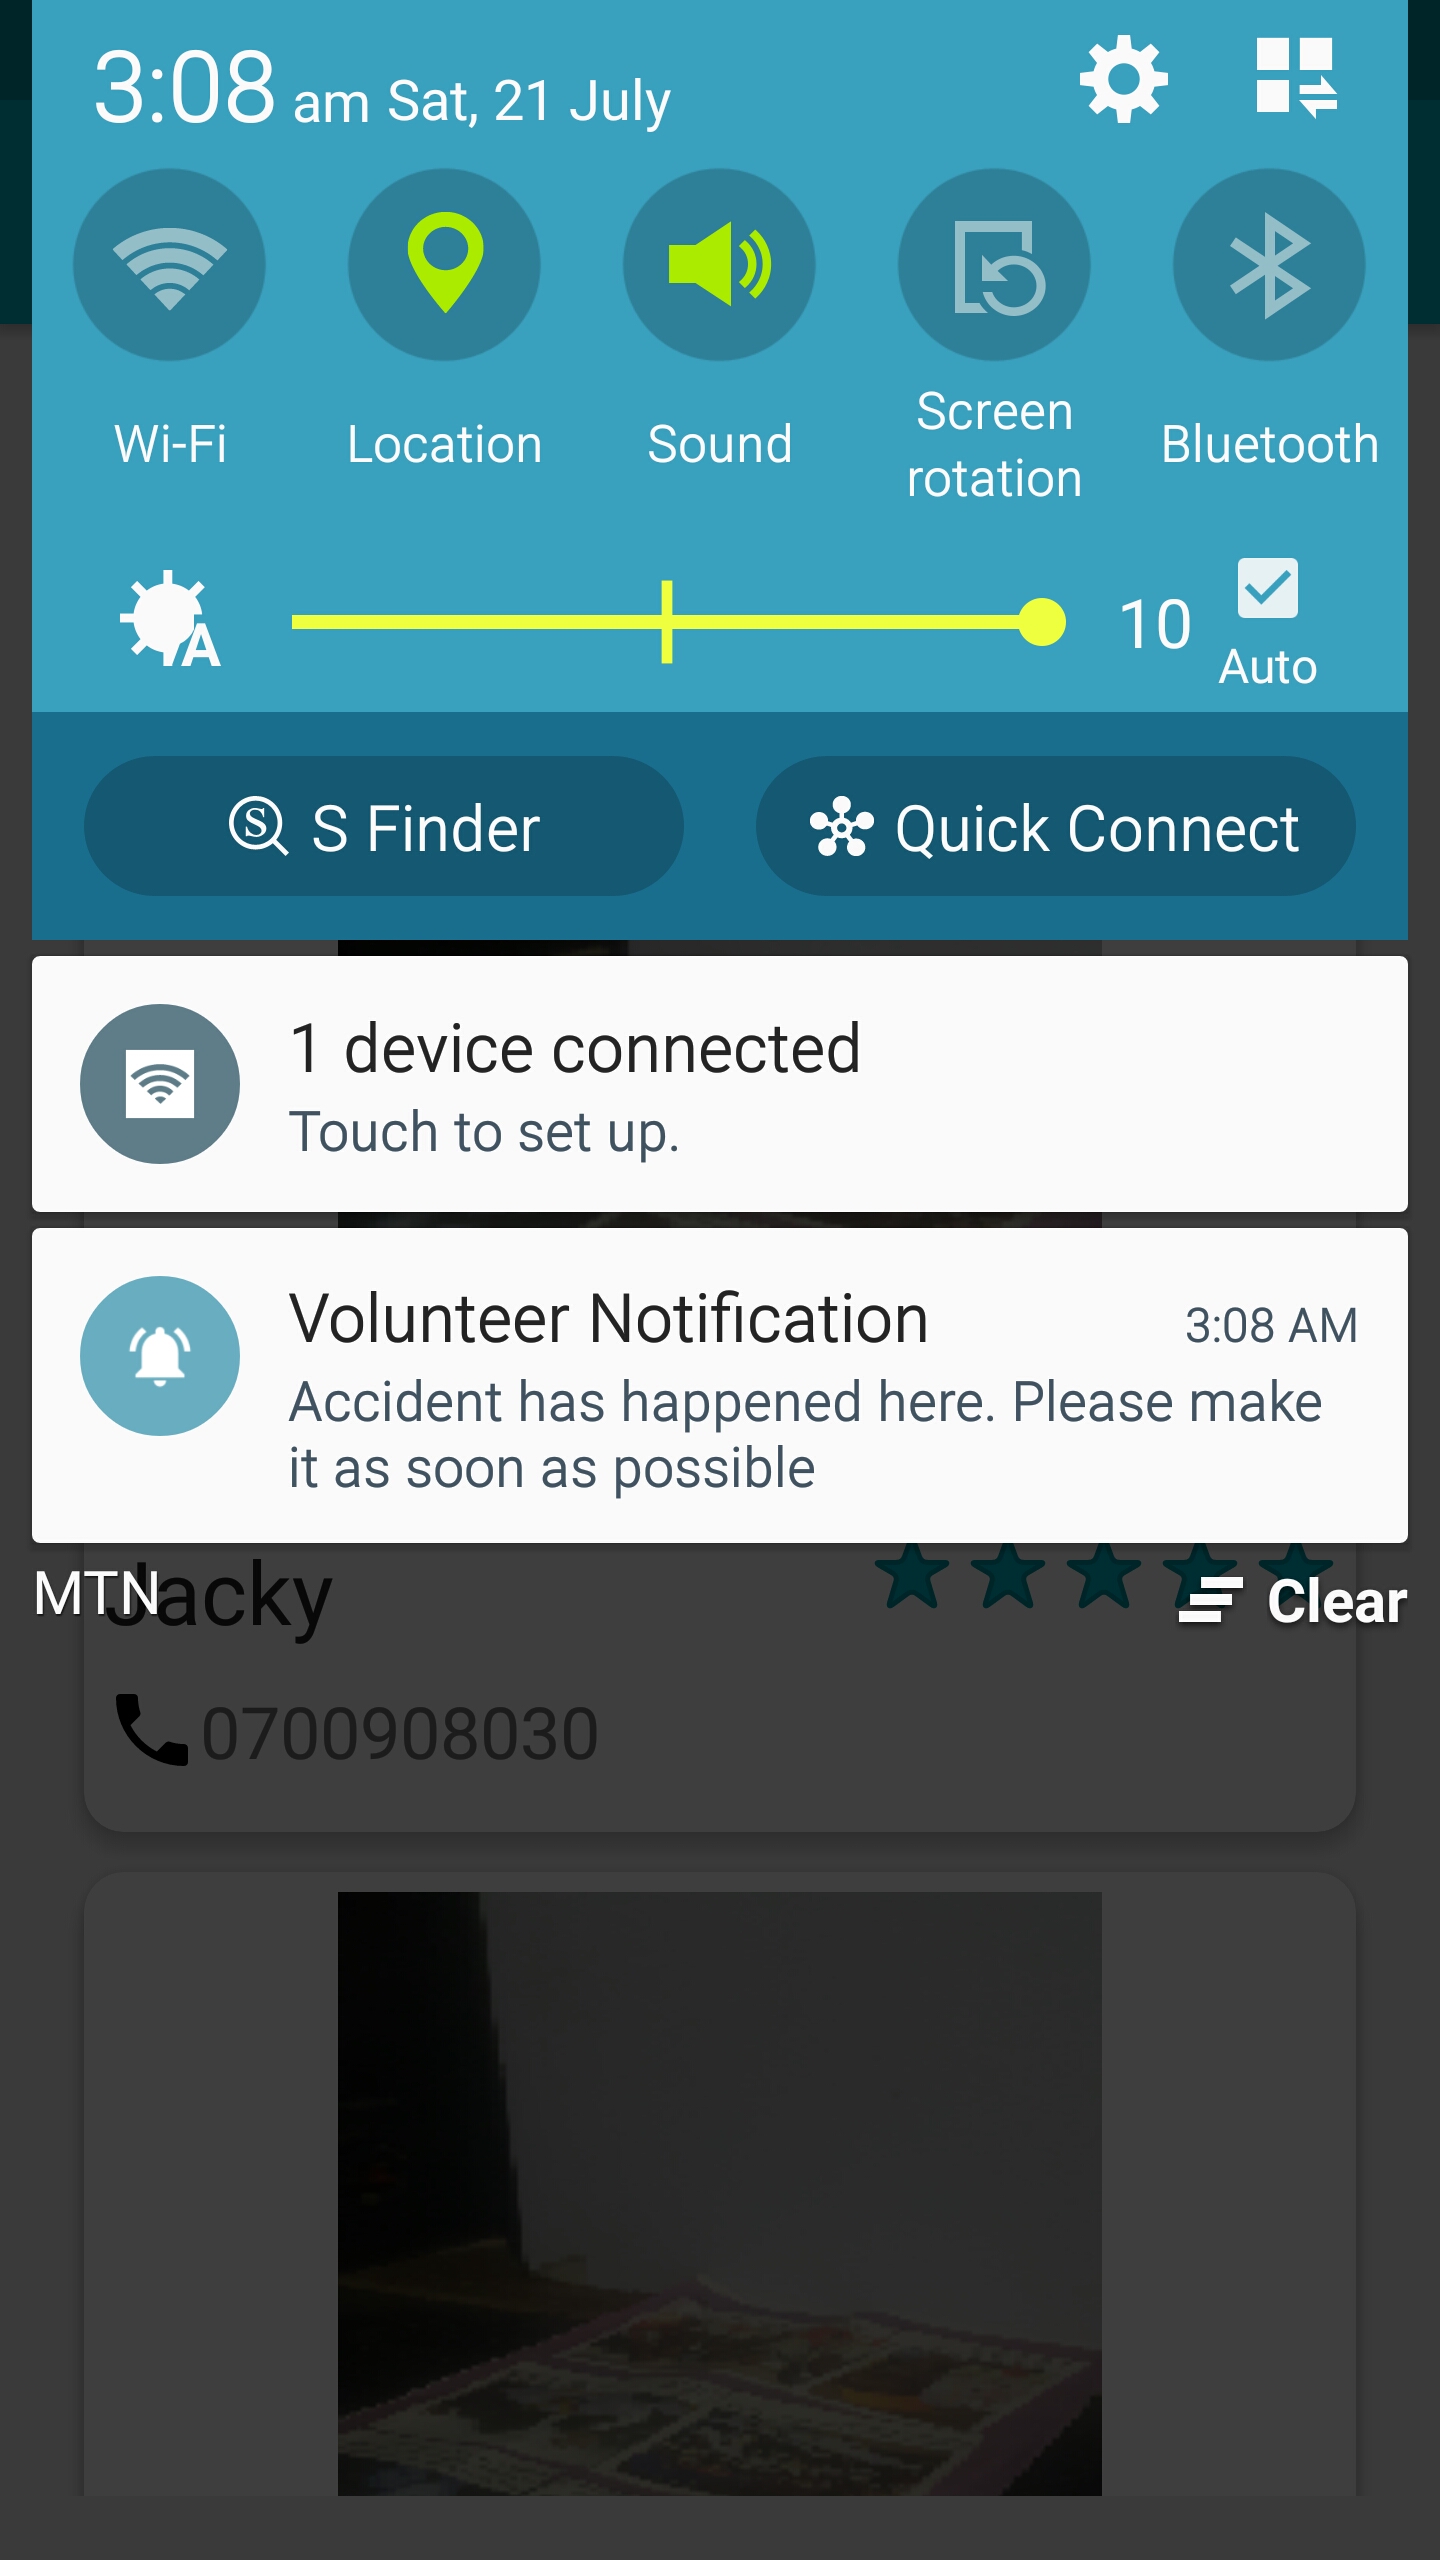 3:08 am Sat, 21 July
Wi-Fi
Location
Sound
Screen
rotation
Bluetooth
A
10
Auto
S Finder
Quick Connect
1 device connected
Touch to set up.
Volunteer Notification
3:08 AM
Accident has happened here. Please make
it as soon as possible
MTN
Jacky
Clear
0700908030